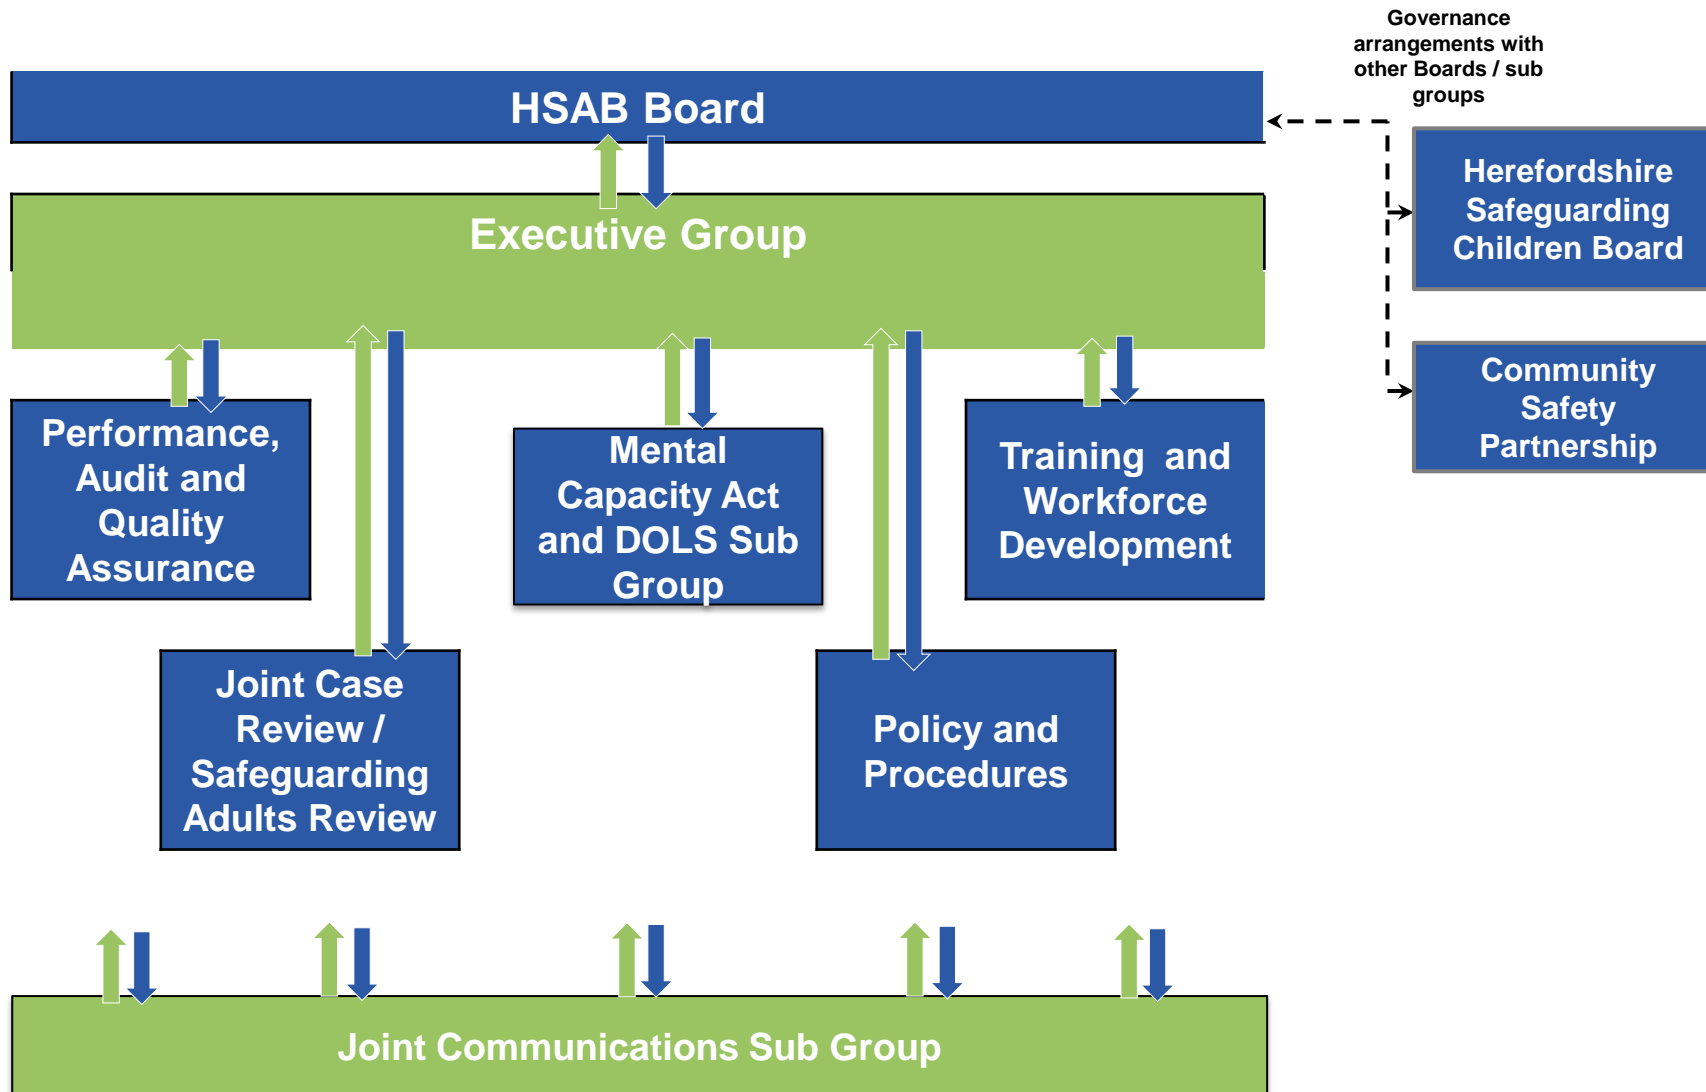 Governance
arrangements with
other Boards / sub
groups
HSAB Board
Herefordshire
Safeguarding
Children Board
Executive Group
Community
Safety
Partnership
Performance,
Audit and
Quality
Assurance
Mental
Capacity Act
and DOLS Sub
Group
Training and
Workforce
Development
Joint Case
Review /
Safeguarding
Adults Review
Policy and
Procedures
Joint Communications Sub Group